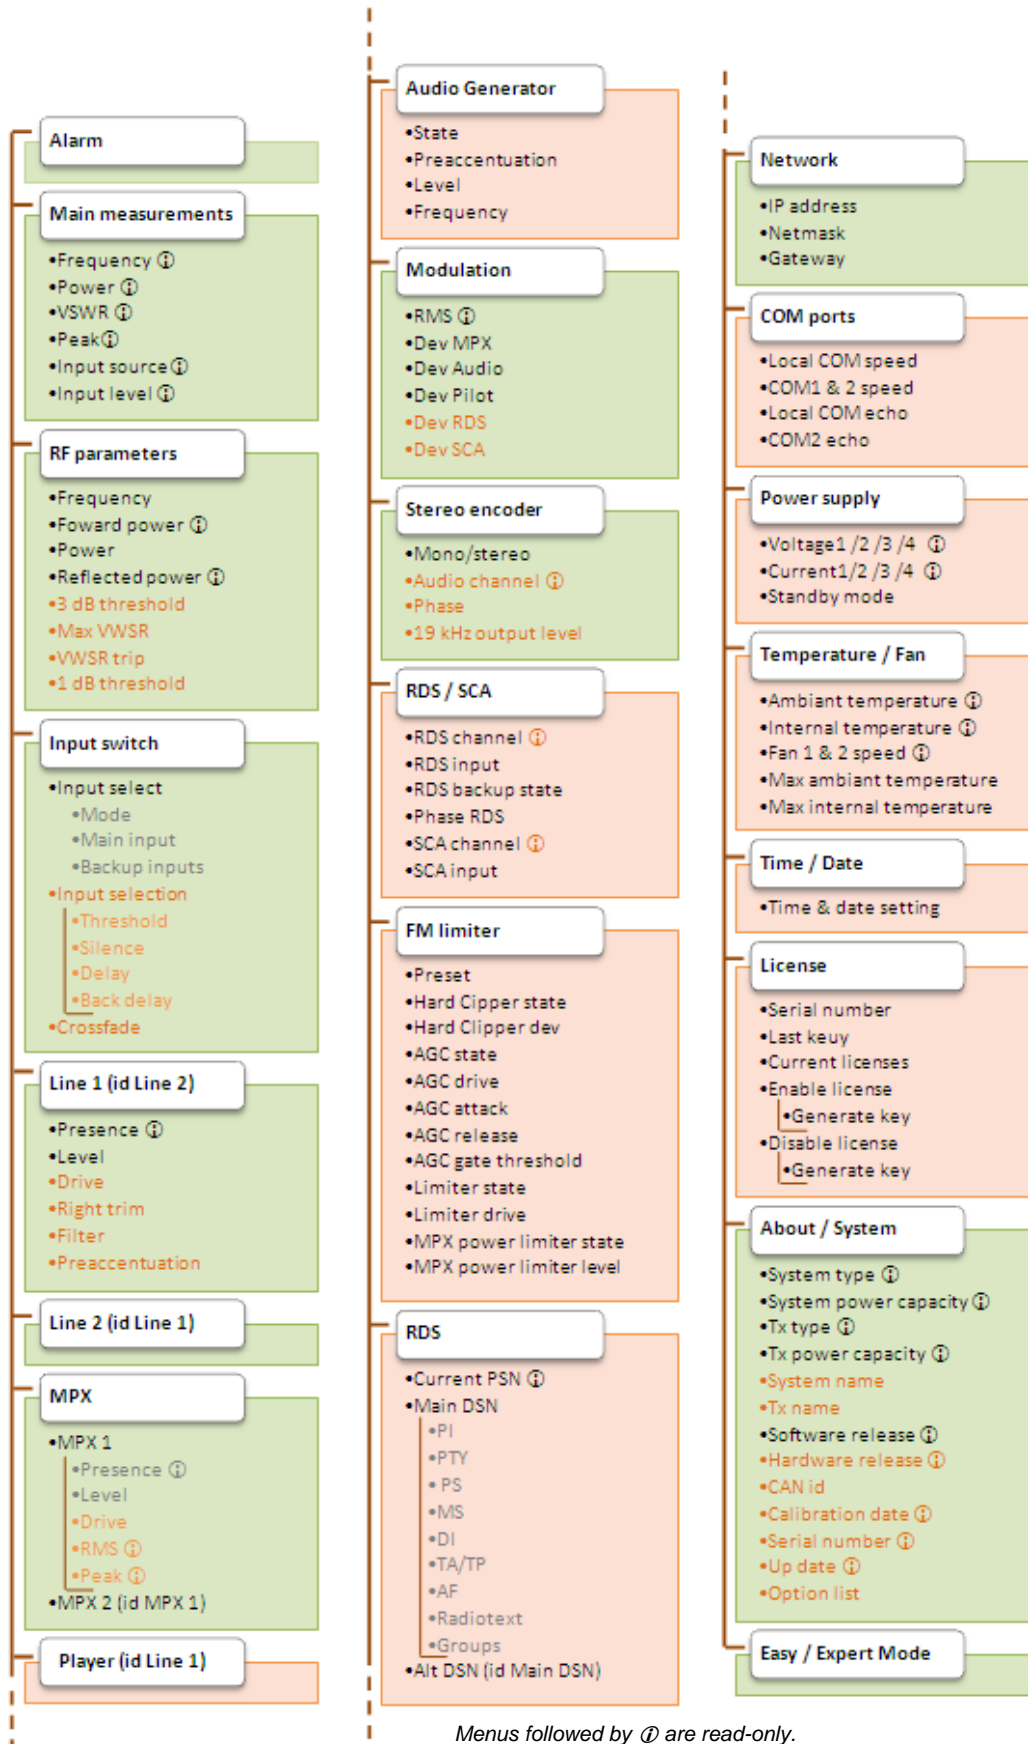 Alarm
Main measurements
•Frequency ⓘ
•Power ⓘ
•VSWR ⓘ
•Peak ⓘ
•Input source ⓘ
•Input level ⓘ
RF parameters
•Frequency
•Foward power ⓘ
•Power
•Reflected power ⓘ
•3 dB threshold
•Max VWSR
•VWSR trip
•1 dB threshold
Input switch
•Input select
•Mode
•Main input
•Backup inputs
•Input selection
•Threshold
•Silence
•Delay
•Back delay
•Crossfade
Line 1 (id Line 2)
•Presence ⓘ
•Level
•Drive
•Right trim
•Filter
•Preaccentuation
Line 2 (id Line 1)
MPX
•MPX 1
•Presence ⓘ
•Level
•Drive
•RMS ⓘ
•Peak ⓘ
•MPX 2 (id MPX 1)
Player (id Line 1)
Audio Generator
•State
•Preaccentuation
•Level
•Frequency
Modulation
•RMS ⓘ
•Dev MPX
•Dev Audio
•Dev Pilot
•Dev RDS
•Dev SCA
Stereo encoder
•Mono/stereo
•Audio channel ⓘ
•Phase
•19 kHz output level
RDS / SCA
•RDS channel ⓘ
•RDS input
•RDS backup state
•Phase RDS
•SCA channel ⓘ
•SCA input
FM limiter
•Preset
•Hard Cipper state
•Hard Clipper dev
•AGC state
•AGC drive
•AGC attack
•AGC release
•AGC gate threshold
•Limiter state
•Limiter drive
•MPX power limiter state
•MPX power limiter level
RDS
•Current PSN ⓘ
•Main DSN
•PI
•PTY
• PS
•MS
•DI
•TA/TP
•AF
•Radiotext
•Groups
•Alt DSN (id Main DSN)
Network
•IP address
•Netmask
•Gateway
COM ports
•Local COM speed
•COM1 & 2 speed
•Local COM echo
•COM2 echo
Power supply
•Voltage1 /2 /3 /4 ⓘ
•Current1/2 /3 /4 ⓘ
•Standby mode
Temperature / Fan
•Ambiant temperature ⓘ
•Internal temperature ⓘ
•Fan 1 & 2 speed ⓘ
•Max ambiant temperature
•Max internal temperature
Time / Date
•Time & date setting
License
•Serial number
•Last keuy
•Current licenses
•Enable license
•Generate key
•Disable license
•Generate key
About / System
•System type ⓘ
•System power capacity ⓘ
•Tx type ⓘ
•Tx power capacity ⓘ
•System name
•Tx name
•Software release ⓘ
•Hardware release ⓘ
•CAN id
•Calibration date ⓘ
•Serial number ⓘ
•Up date ⓘ
•Option list
Easy / Expert Mode
Menus followed by ⓘ are read-only.